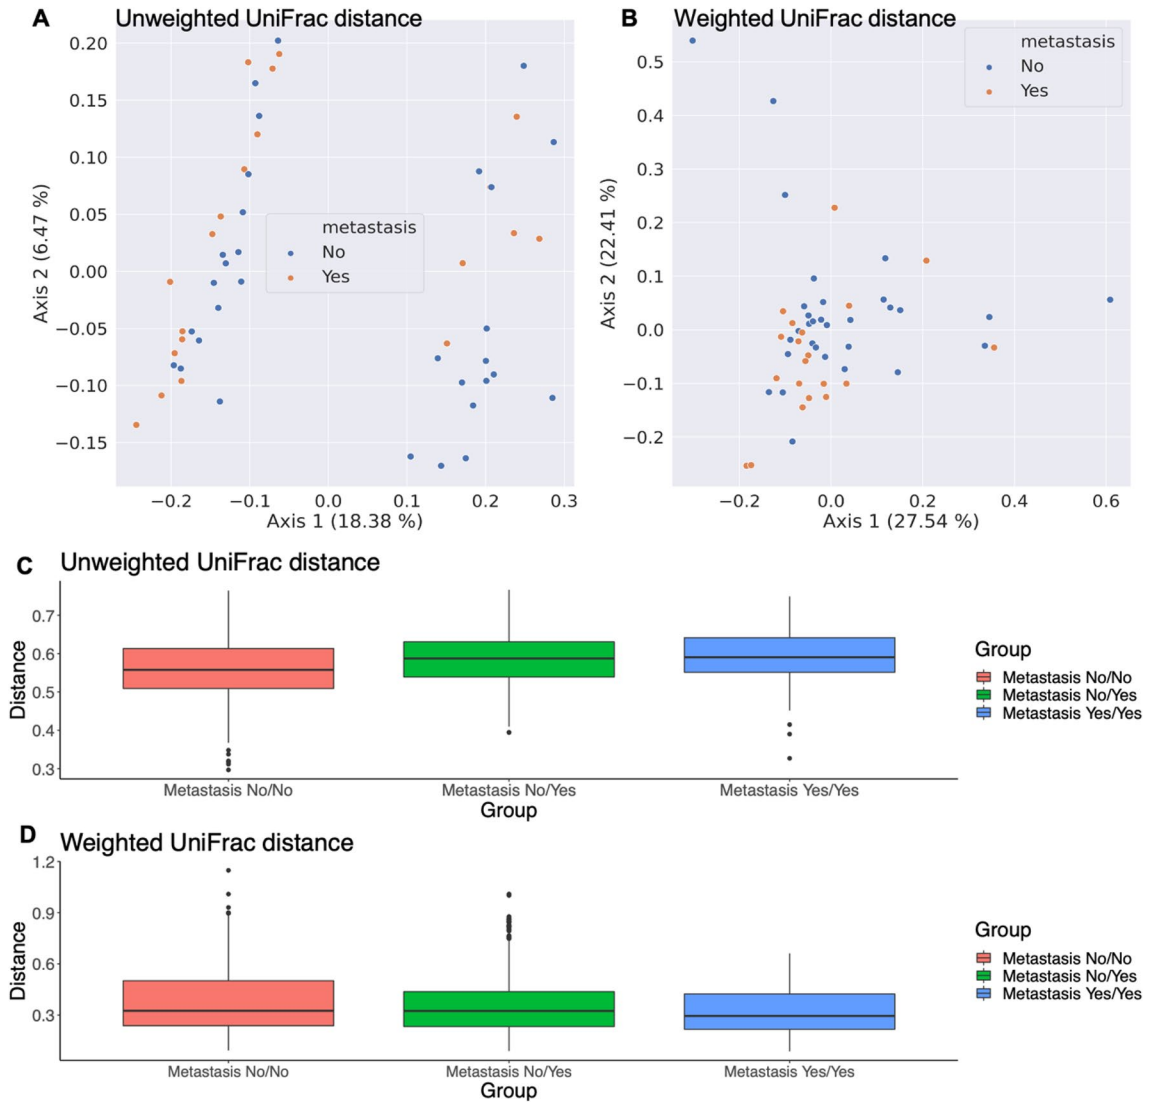 A Unweighted UniFrac distance
0.20
0.15
0.10
0.05
0.00
−0.05
−0.10
−0.15
Axis 2 (6.47 %)
metastasis
No
Yes
−0.2 −0.1 0.0 0.1 0.2 0.3
Axis 1 (18.38 %)
B Weighted UniFrac distance
metastasis
No
Yes
0.5
0.4
0.3
0.2
0.1
0.0
−0.1
−0.2
Axis 2 (22.41 %)
−0.2 0.0 0.2 0.4 0.6
Axis 1 (27.54 %)
C Unweighted UniFrac distance
0.7
0.6
0.5
0.4
0.3
Distance
Metastasis No/No Metastasis No/Yes Metastasis Yes/Yes
Group
Group
Metastasis No/No
Metastasis No/Yes
Metastasis Yes/Yes
D Weighted UniFrac distance
1.2
0.9
0.6
0.3
Distance
Metastasis No/No Metastasis No/Yes Metastasis Yes/Yes
Group
Group
Metastasis No/No
Metastasis No/Yes
Metastasis Yes/Yes